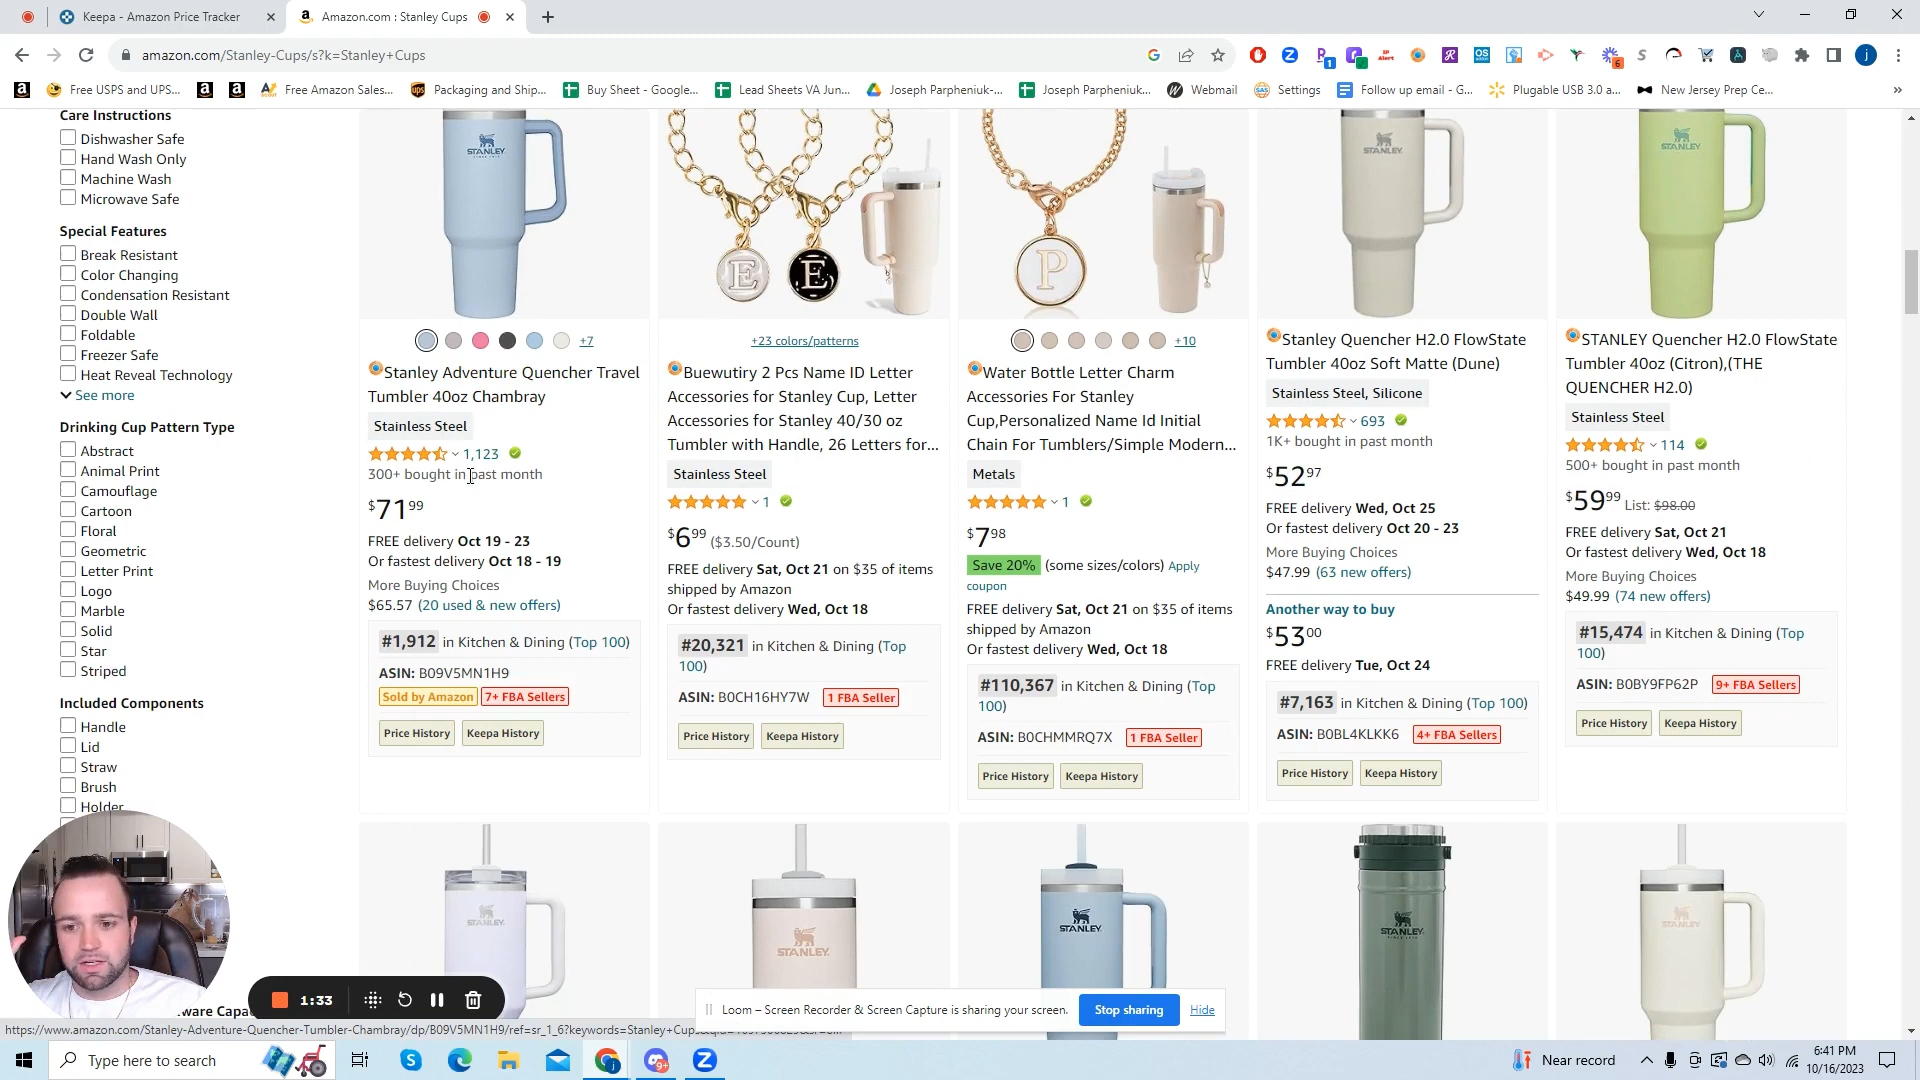 Keepa - Amazon Price Tracker
Amazon.com : Stanley Cups
amazon.com/Stanley-Cups/s?k=Stanley+Cups
Free USPS and UPS...
Free Amazon Sales...
Packaging and Ship...
Buy Sheet - Google...
Lead Sheets VA Jun...
Joseph Parpheniuk-...
Joseph Parpheniuk...
Webmail
Settings
Follow up email - G...
Plugable USB 3.0 a...
New Jersey Prep Ce...
Care Instructions
Dishwasher Safe
Hand Wash Only
Machine Wash
Microwave Safe
Special Features
Break Resistant
Color Changing
Condensation Resistant
Double Wall
Foldable
Freezer Safe
Heat Reveal Technology
See more
Drinking Cup Pattern Type
Abstract
Animal Print
Camouflage
Cartoon
Floral
Geometric
Letter Print
Logo
Marble
Solid
Star
Striped
Included Components
Handle
Lid
Straw
Brush
Holder
STANLEY
+7
Stanley Adventure Quencher Travel
Tumbler 40oz Chambray
Stainless Steel
1,123
300+ bought in past month
$71.99
FREE delivery Oct 19 - 23
Or fastest delivery Oct 18 - 19
More Buying Choices
$65.57 (20 used & new offers)
#1,912 in Kitchen & Dining (Top 100)
ASIN: B09V5MN1H9
Sold by Amazon 7+ FBA Sellers
Price History Keepa History
E E
+23 colors/patterns
Buewutiry 2 Pcs Name ID Letter
Accessories for Stanley Cup, Letter
Accessories for Stanley 40/30 oz
Tumbler with Handle, 26 Letters for...
Stainless Steel
1
$6.99 ($3.50/Count)
FREE delivery Sat, Oct 21 on $35 of items
shipped by Amazon
Or fastest delivery Wed, Oct 18
#20,321 in Kitchen & Dining (Top
100)
ASIN: B0CH16HY7W 1 FBA Seller
Price History Keepa History
P
+10
Water Bottle Letter Charm
Accessories For Stanley
Cup,Personalized Name Id Initial
Chain For Tumblers/Simple Modern...
Metals
1
$7.98
Save 20% (some sizes/colors) Apply
coupon
FREE delivery Sat, Oct 21 on $35 of items
shipped by Amazon
Or fastest delivery Wed, Oct 18
#110,367 in Kitchen & Dining (Top
100)
ASIN: B0CHMMRQ7X 1 FBA Seller
Price History Keepa History
STANLEY
Stanley Quencher H2.0 FlowState
Tumbler 40oz Soft Matte (Dune)
Stainless Steel, Silicone
693
1K+ bought in past month
$52.97
FREE delivery Wed, Oct 25
Or fastest delivery Oct 20 - 23
More Buying Choices
$47.99 (63 new offers)
Another way to buy
$53.00
FREE delivery Tue, Oct 24
#7,163 in Kitchen & Dining (Top 100)
ASIN: B0BL4KLKK6 4+ FBA Sellers
Price History Keepa History
STANLEY
STANLEY Quencher H2.0 FlowState
Tumbler 40oz (Citron),(THE
QUENCHER H2.0)
Stainless Steel
114
500+ bought in past month
$59.99 List: $98.00
FREE delivery Sat, Oct 21
Or fastest delivery Wed, Oct 18
More Buying Choices
$49.99 (74 new offers)
#15,474 in Kitchen & Dining (Top
100)
ASIN: B0BY9FP62P 9+ FBA Sellers
Price History Keepa History
STANLEY
STANLEY
STANLEY
STANLEY
STANLEY
1:33
Loom – Screen Recorder & Screen Capture is sharing your screen.
Stop sharing
Hide
Type here to search
Near record
6:41 PM
10/16/2023